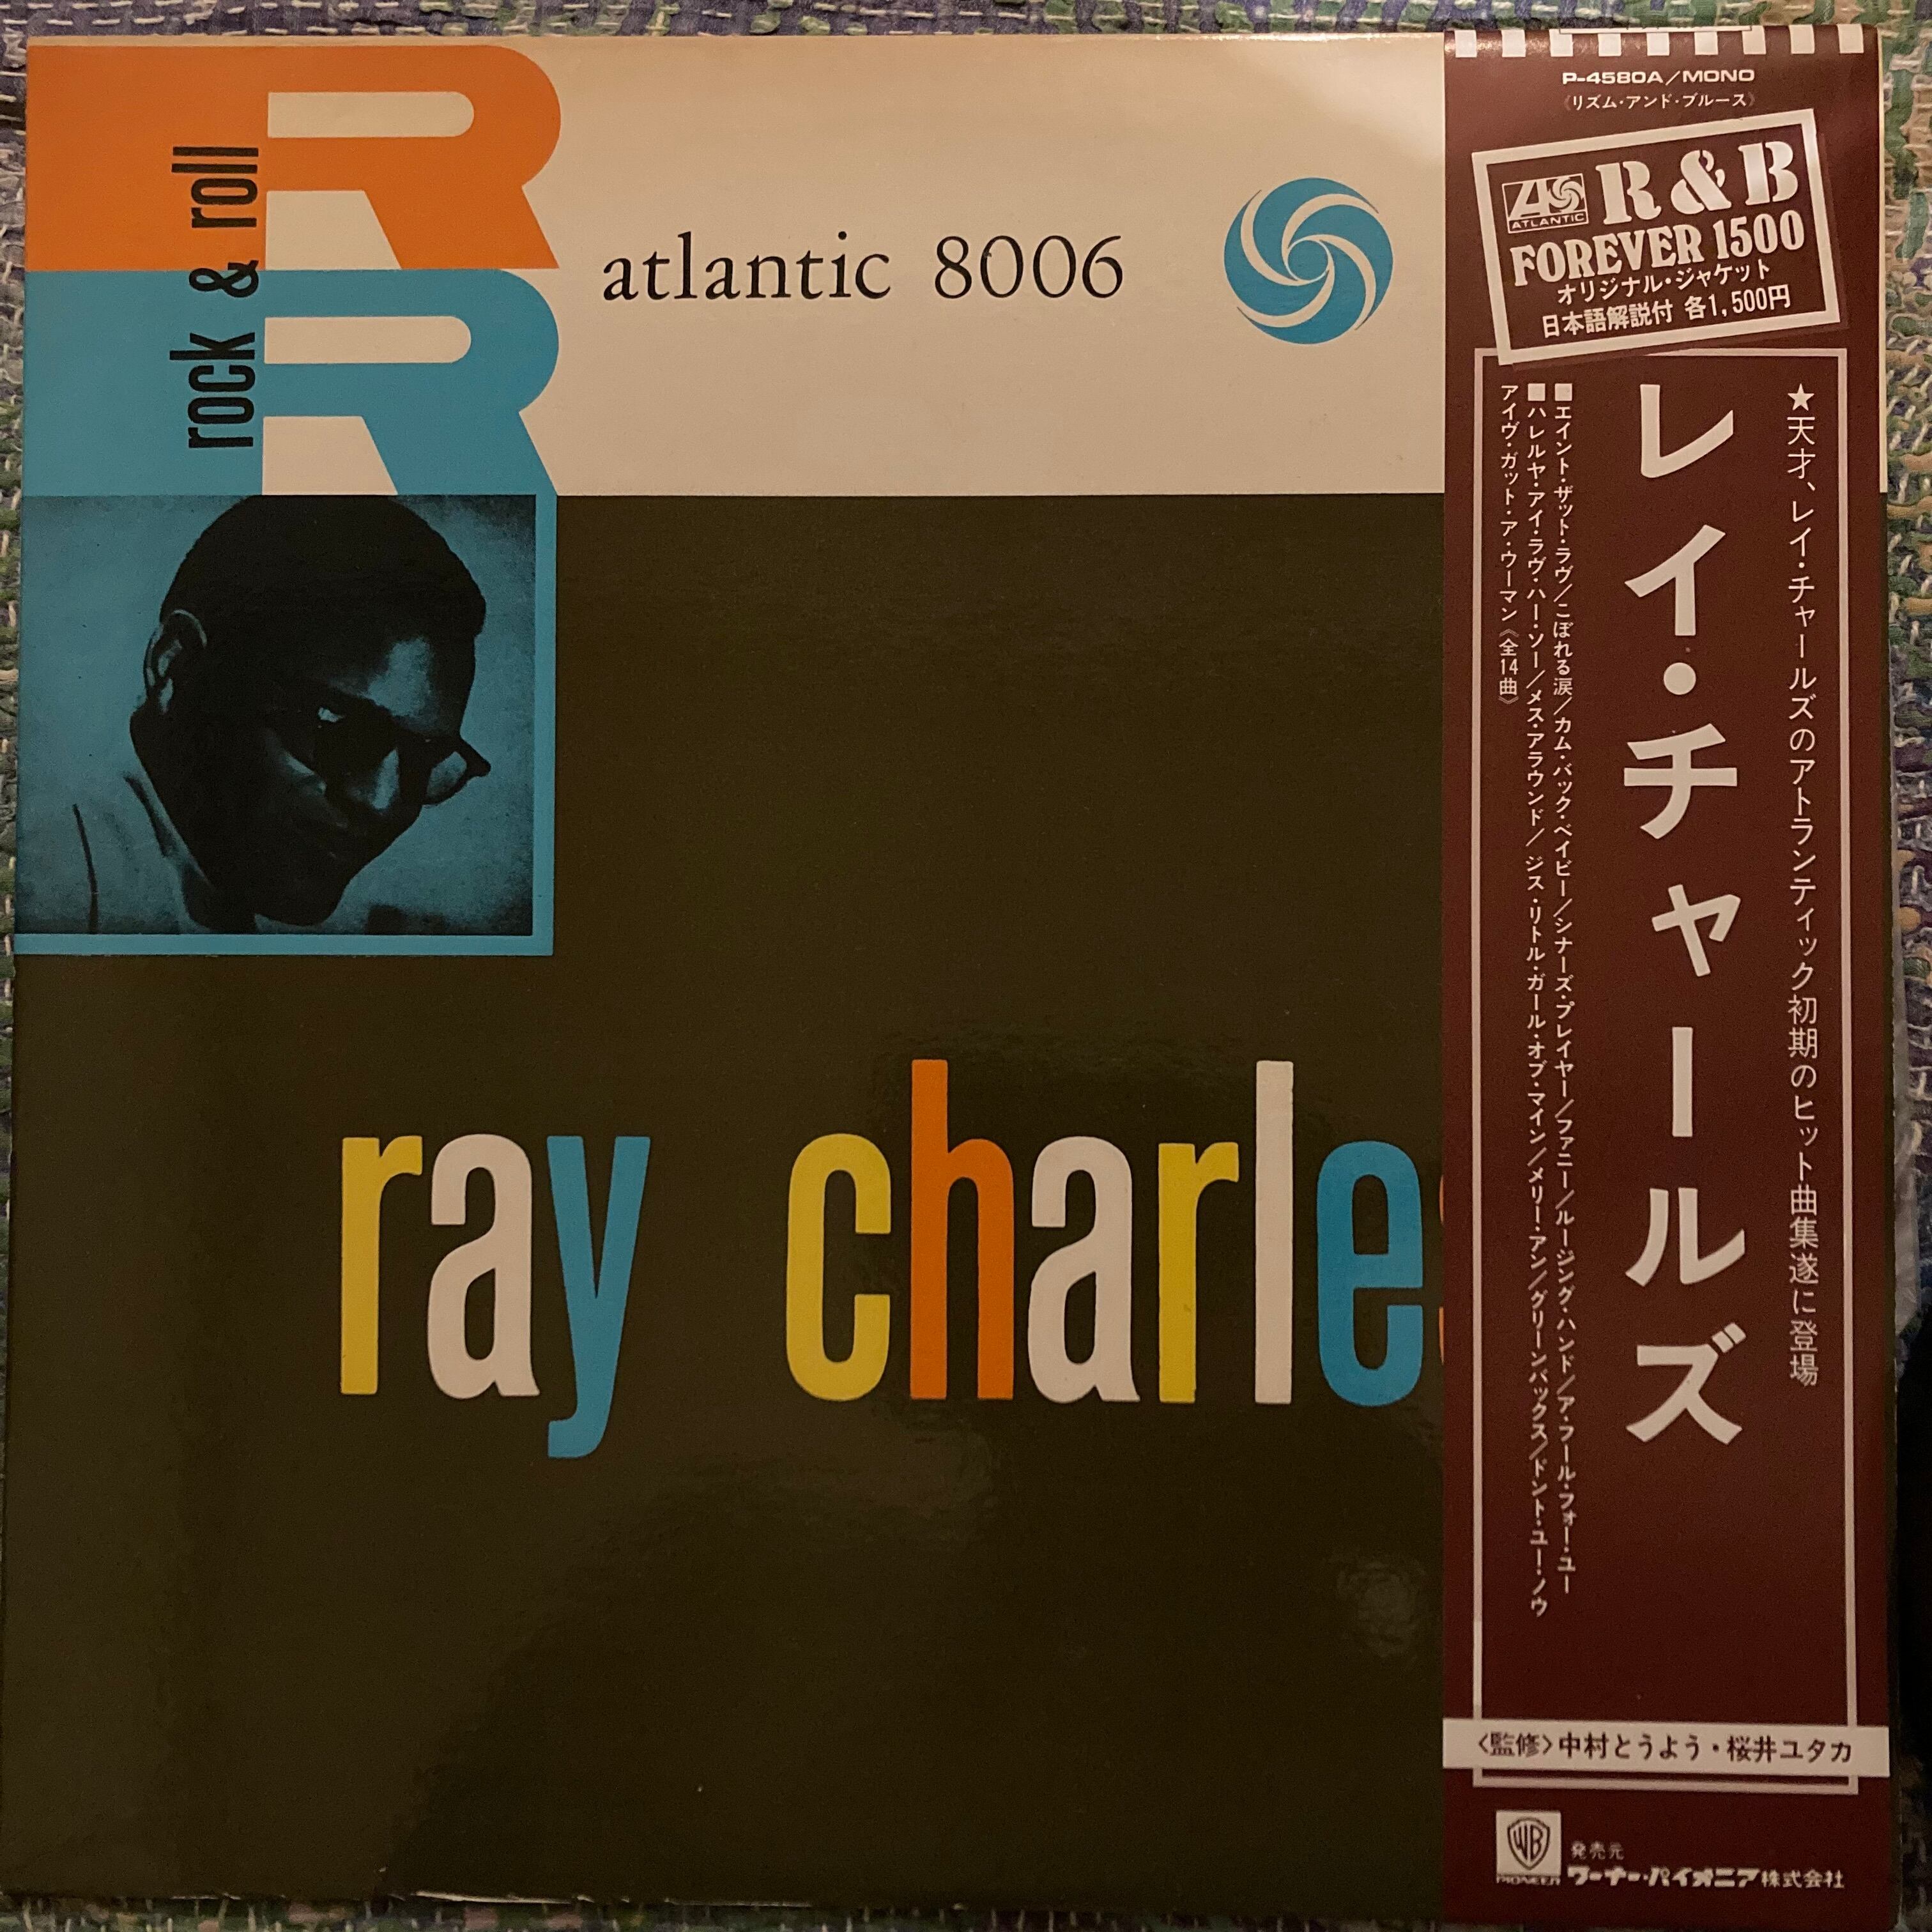 rock & roll
RR
atlantic 8006
ray charle
P-4580A/MONO
《リズム・アンド・ブルース》
ATLANTIC
R&B
FOREVER 1500
オリジナル・ジャケット
日本語解説付 各1,500円
★天才、レイ・チャールズのアトランティック初期のヒット曲集遂に登場
レイ・チャールズ
■エイント・ザット・ラヴ/こぼれる涙/カム・バック・ベイビー/シナーズ・プレイヤー/ファニー/ルージング・ハンド/ア・フール・フォー・ユー
■ハレルヤ・アイ・ラヴ・ハー・ソー/メス・アラウンド/ジス・リトル・ガール・オブ・マイン/メリー・アン/グリーンバックス/ドント・ユー・ノウ
アイヴ・ガット・ア・ウーマン《全14曲》
〈監修〉中村とうよう・桜井ユタカ
WB
PIONEER
発売元
ワーナー・パイオニア株式会社